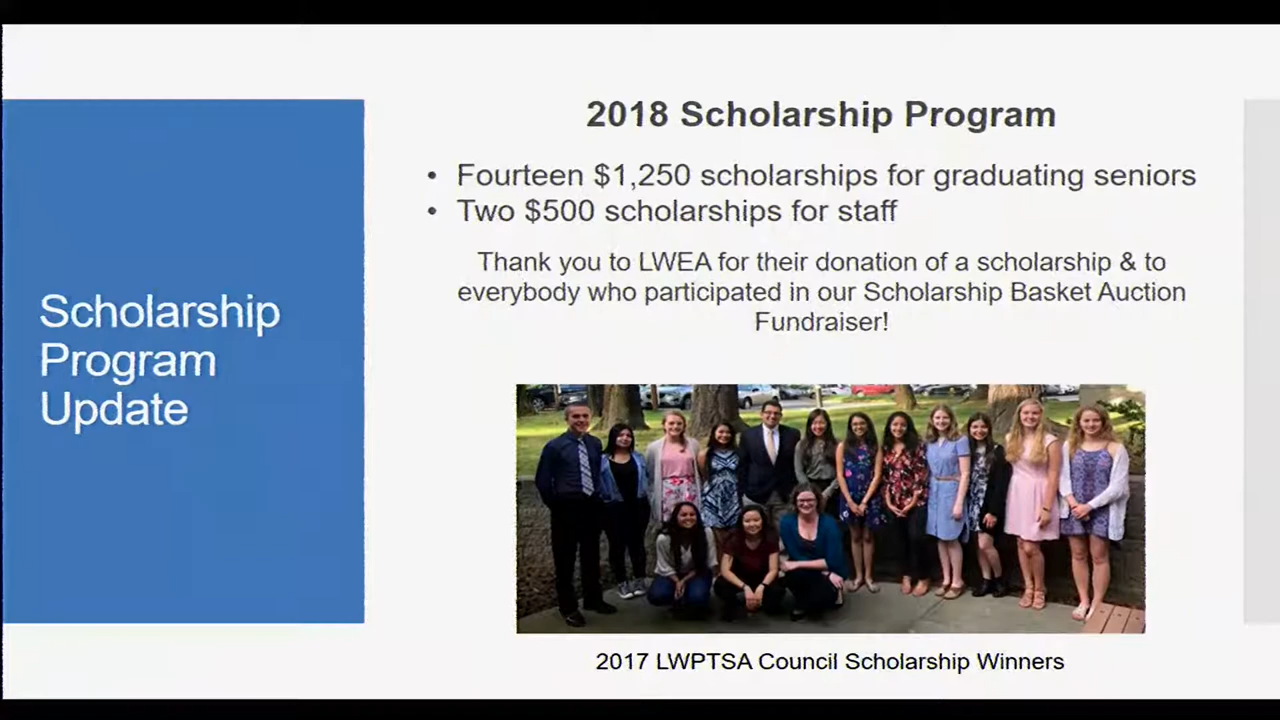 Scholarship
Program
Update
2018 Scholarship Program
• Fourteen $1,250 scholarships for graduating seniors
• Two $500 scholarships for staff
Thank you to LWEA for their donation of a scholarship & to
everybody who participated in our Scholarship Basket Auction
Fundraiser!
2017 LWPTSA Council Scholarship Winners